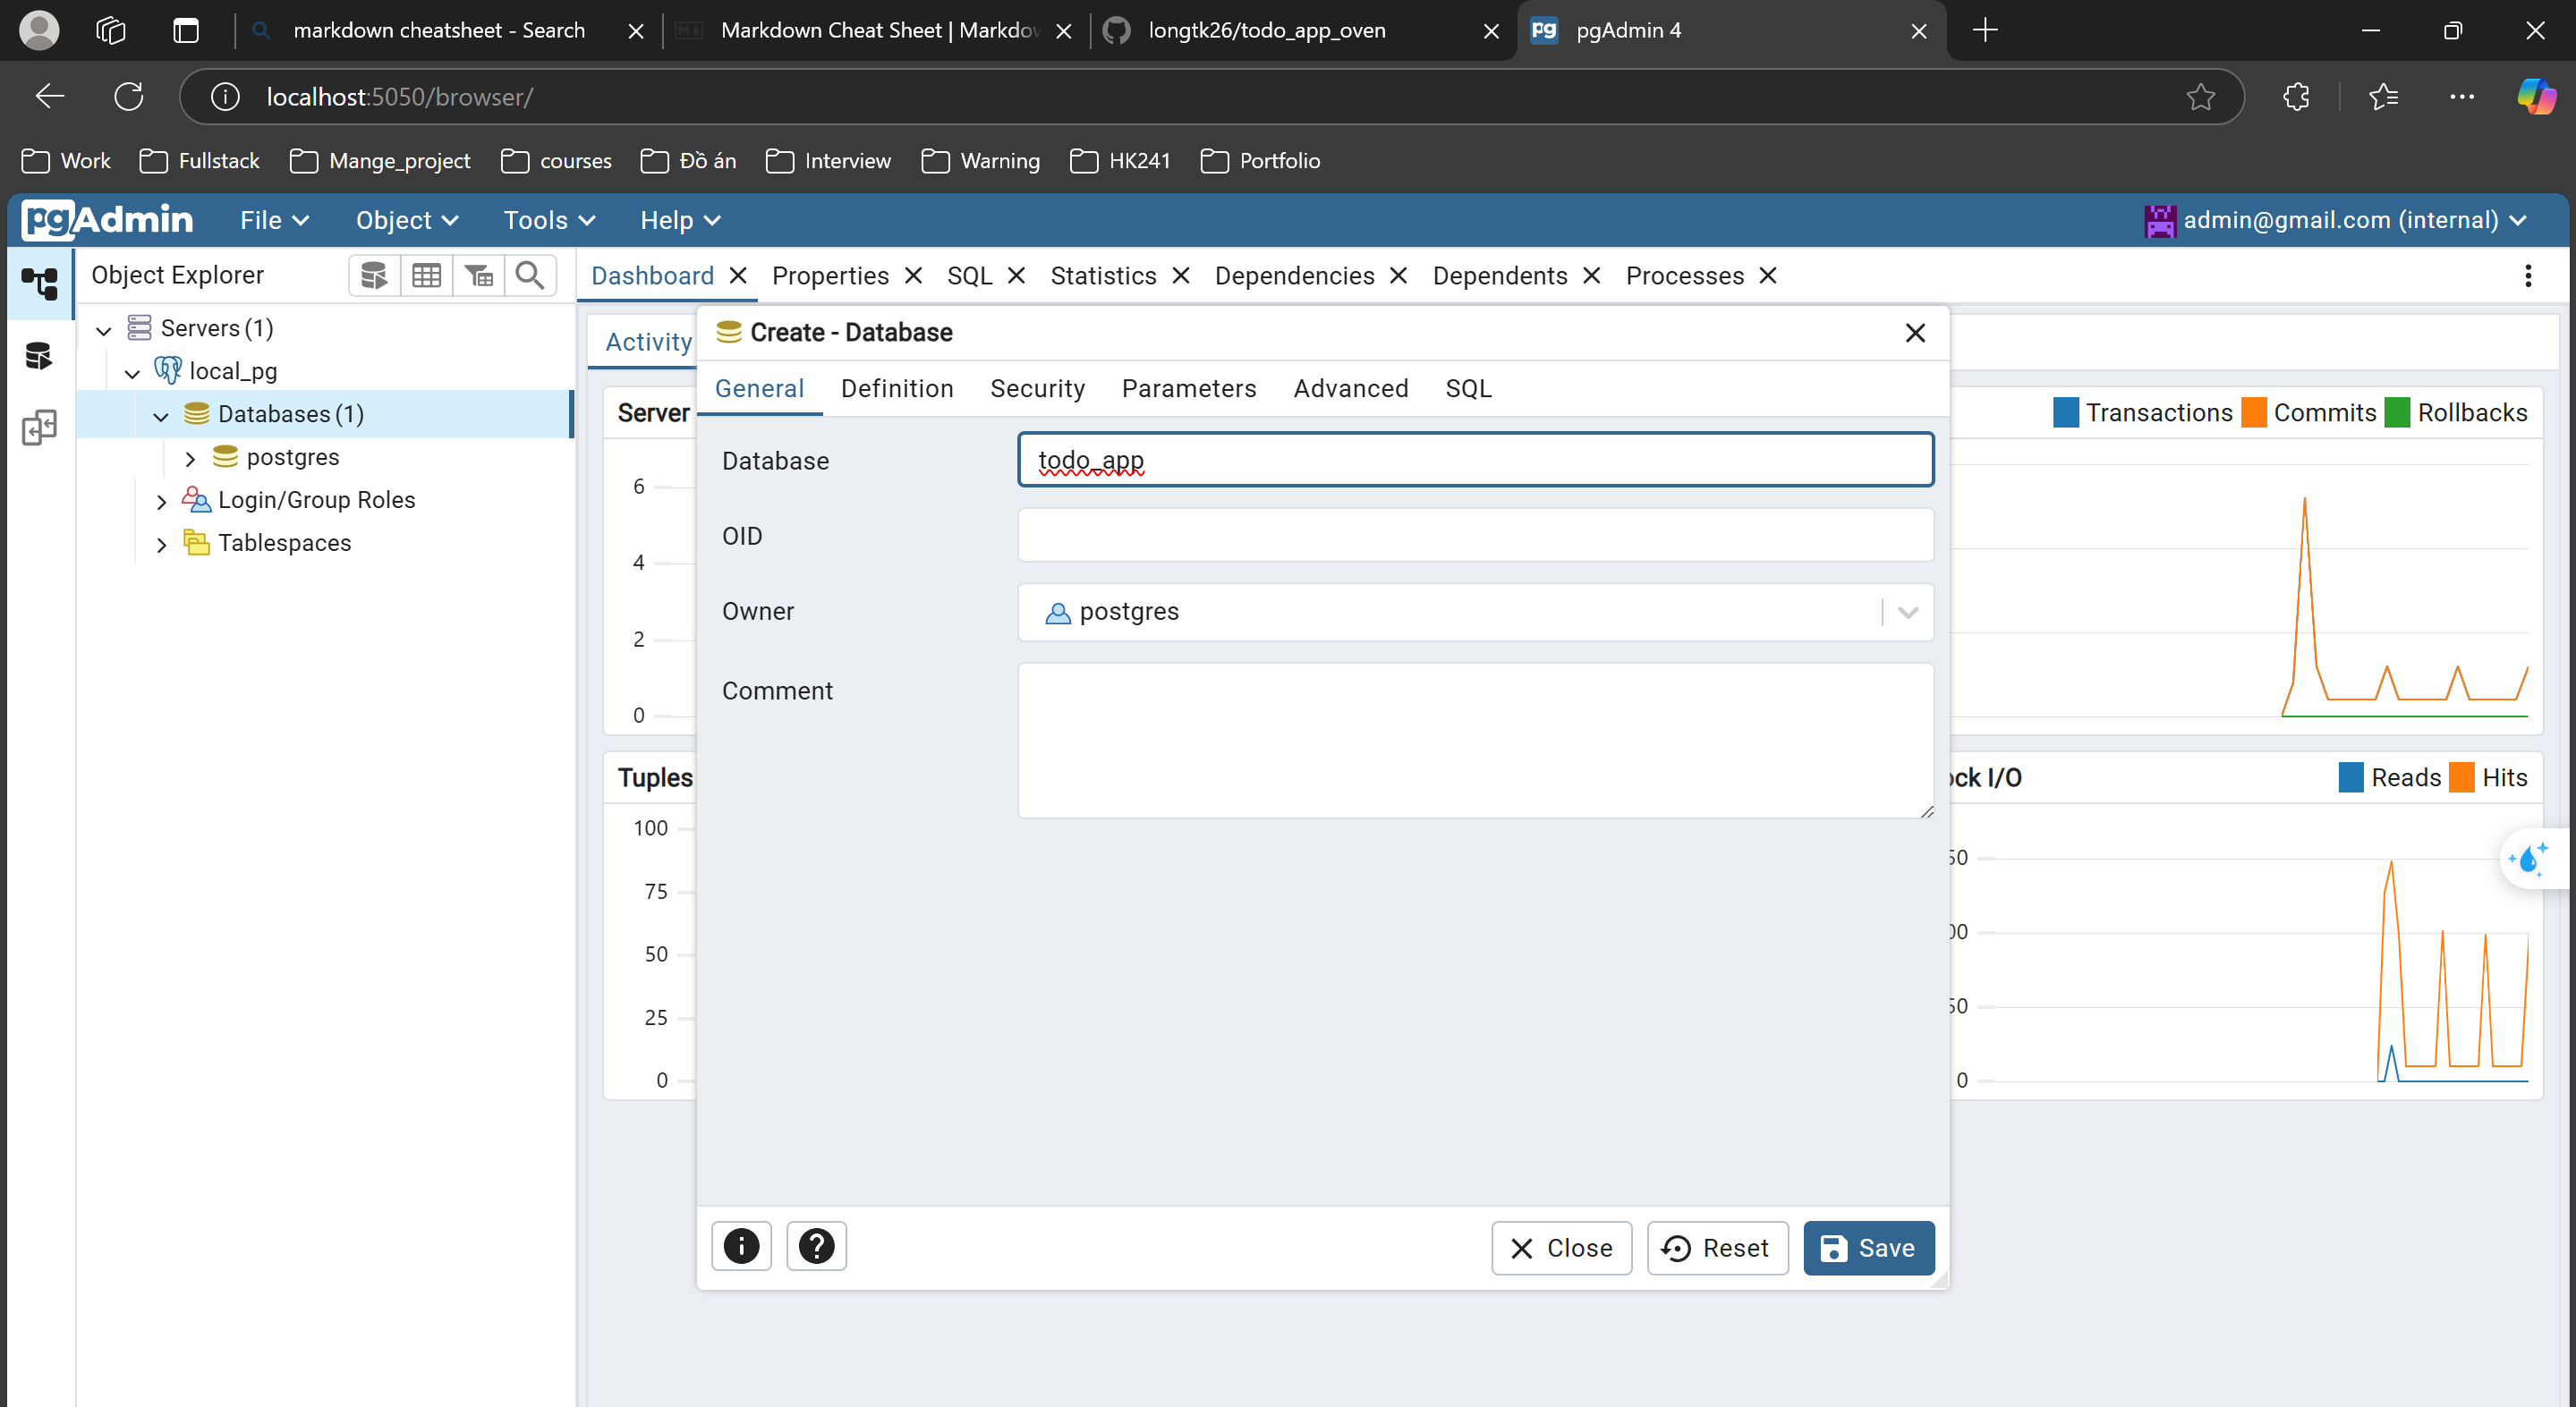 markdown cheatsheet - Search
Markdown Cheat Sheet | Markdow
longtk26/todo_app_oven
pgAdmin 4
localhost:5050/browser/
Work
Fullstack
Mange_project
courses
Đồ án
Interview
Warning
HK241
Portfolio
pgAdmin
File
Object
Tools
Help
admin@gmail.com (internal)
Object Explorer
Dashboard
Properties
SQL
Statistics
Dependencies
Dependents
Processes
Servers (1)
local_pg
Databases (1)
postgres
Login/Group Roles
Tablespaces
Activity
Create - Database
General
Definition
Security
Parameters
Advanced
SQL
Server
Transactions
Commits
Rollbacks
Database
todo_app
OID
Owner
postgres
Comment
6
4
2
0
Tuples
ock I/O
Reads
Hits
100
75
50
25
0
50
00
50
0
Close
Reset
Save